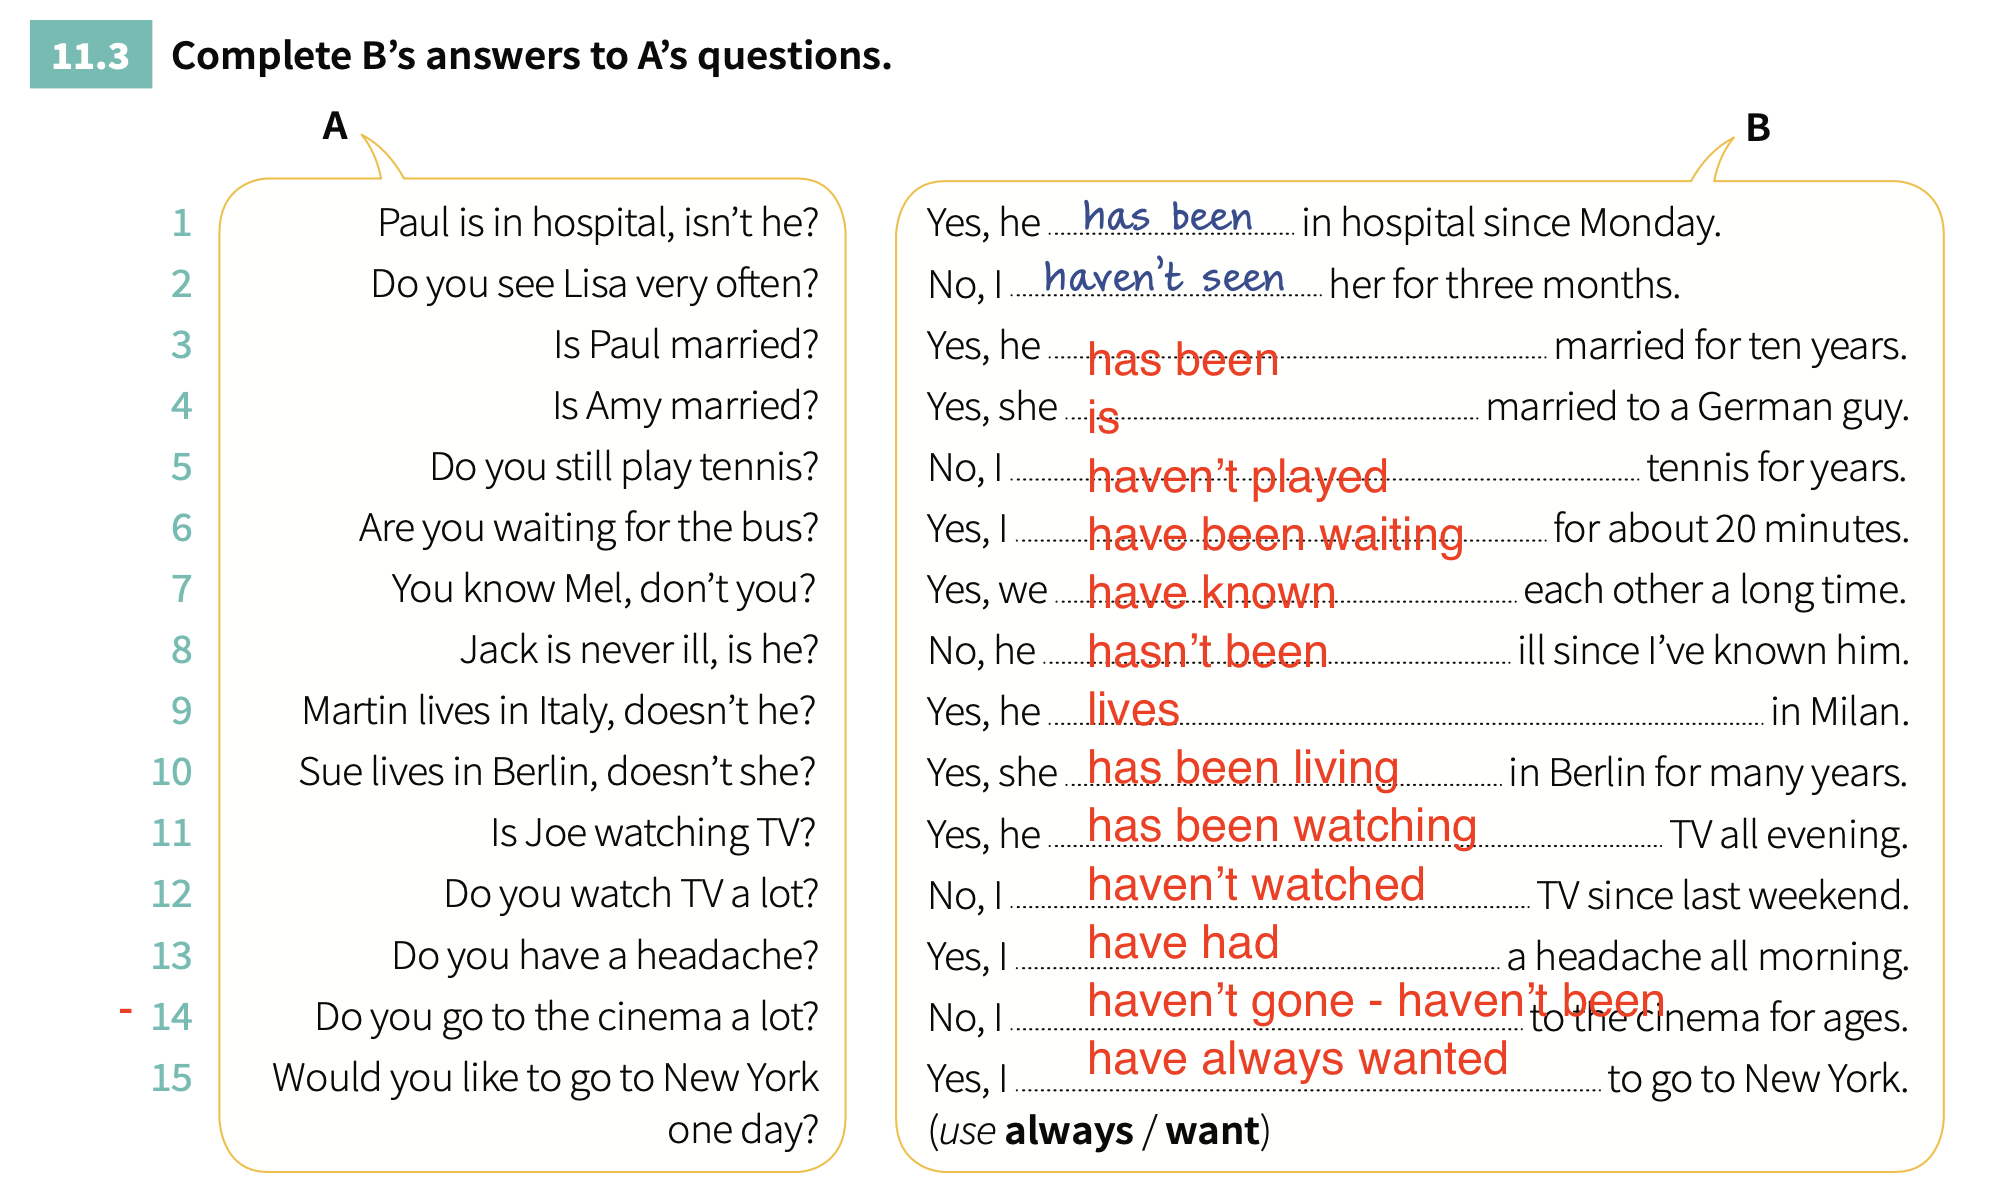 11.3 Complete B’s answers to A’s questions.
A
B
1 Paul is in hospital, isn’t he? Yes, he has been in hospital since Monday.
2 Do you see Lisa very often? No, I haven’t seen her for three months.
3 Is Paul married? Yes, he has been married for ten years.
4 Is Amy married? Yes, she is married to a German guy.
5 Do you still play tennis? No, I haven’t played tennis for years.
6 Are you waiting for the bus? Yes, I have been waiting for about 20 minutes.
7 You know Mel, don’t you? Yes, we have known each other a long time.
8 Jack is never ill, is he? No, he hasn’t been ill since I’ve known him.
9 Martin lives in Italy, doesn’t he? Yes, he lives in Milan.
10 Sue lives in Berlin, doesn’t she? Yes, she has been living in Berlin for many years.
11 Is Joe watching TV? Yes, he has been watching TV all evening.
12 Do you watch TV a lot? No, I haven’t watched TV since last weekend.
13 Do you have a headache? Yes, I have had a headache all morning.
- 14 Do you go to the cinema a lot? No, I haven’t gone - haven’t been to the cinema for ages.
15 Would you like to go to New York Yes, I have always wanted to go to New York.
one day? (use always / want)